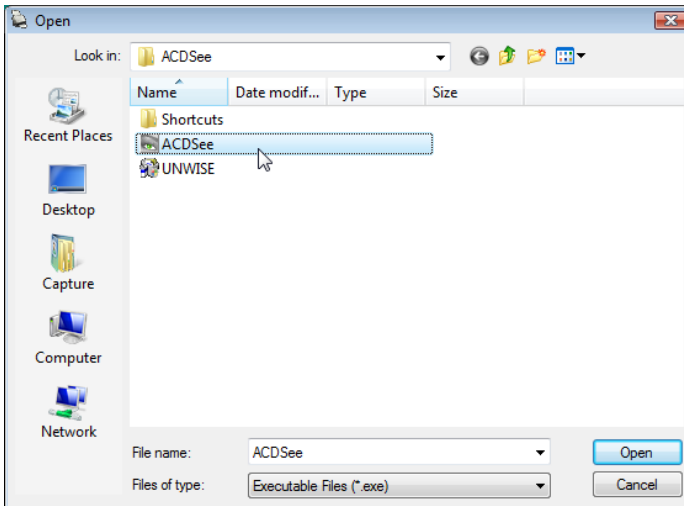 Open
Look in: ACDSee
Name Date modif... Type Size
Shortcuts
ACDSee
UNWISE
Recent Places
Desktop
Capture
Computer
Network
File name: ACDSee Open
Files of type: Executable Files (*.exe) Cancel